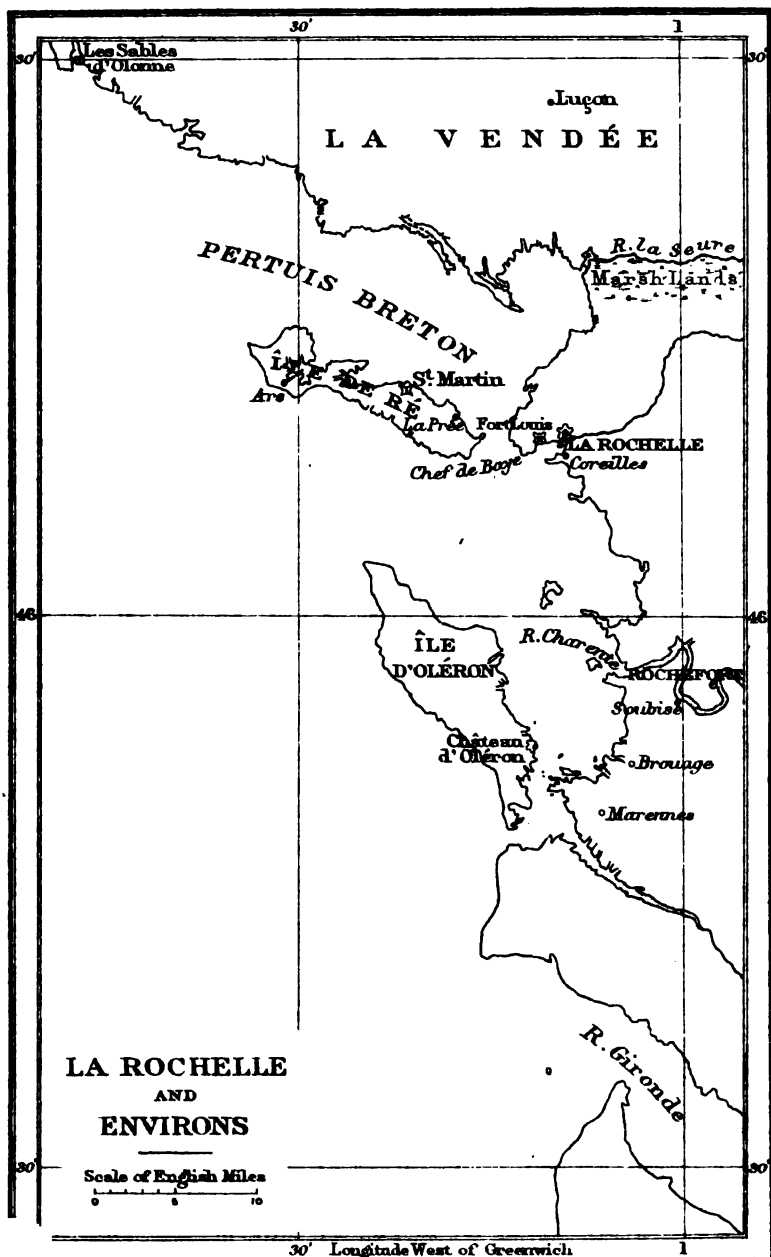 30' 1
30' Les Sables 30'
d'Olonne
Luçon
LA VENDÉE
R. la Seure
Marsh Lands
PERTUIS BRETON
ÎLE DE RÉ
St. Martin
Ars
La Prée Fort Louis
LA ROCHELLE
Chef de Baye Coreilles
46 46
ÎLE
D'OLÉRON
R. Charente
ROCHEFORT
Soubise
Château
d'Oléron
Brouage
Marennes
R. Gironde
LA ROCHELLE
AND
ENVIRONS
Scale of English Miles
0 5 10
30' 30'
30' Longitude West of Greenwich 1